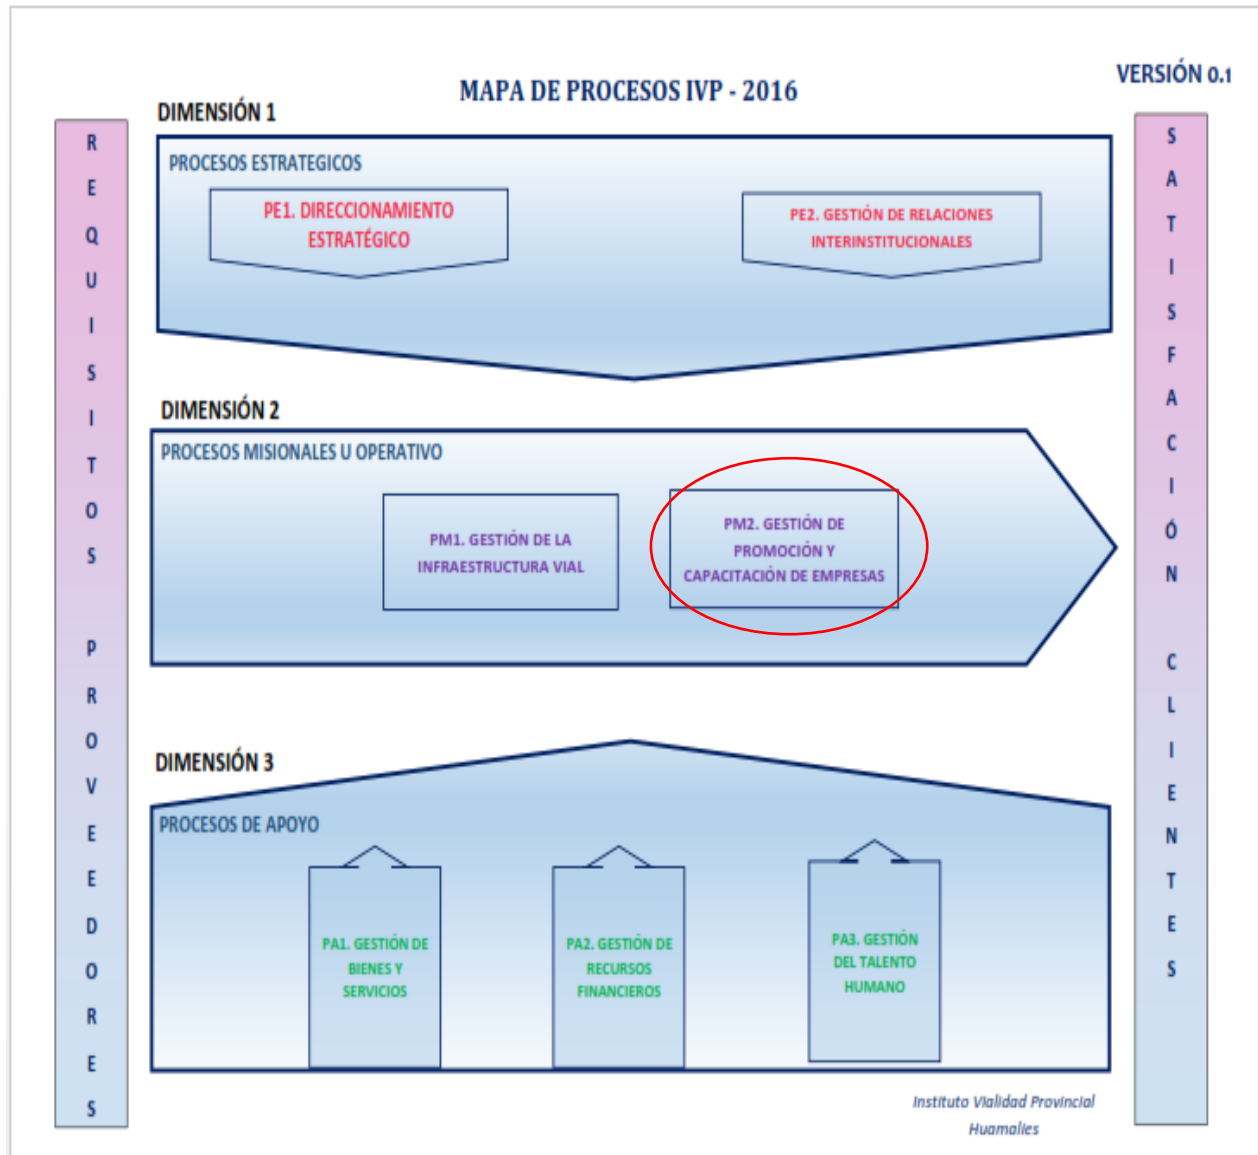 VERSIÓN 0.1
MAPA DE PROCESOS IVP - 2016
REQUISITOS PROVEEDORES
DIMENSIÓN 1
PROCESOS ESTRATEGICOS
PE1. DIRECCIONAMIENTO
ESTRATÉGICO
PE2. GESTIÓN DE RELACIONES
INTERINSTITUCIONALES
DIMENSIÓN 2
PROCESOS MISIONALES U OPERATIVO
PM1. GESTIÓN DE LA
INFRAESTRUCTURA VIAL
PM2. GESTIÓN DE
PROMOCIÓN Y
CAPACITACIÓN DE EMPRESAS
DIMENSIÓN 3
PROCESOS DE APOYO
PA1. GESTIÓN DE
BIENES Y
SERVICIOS
PA2. GESTIÓN DE
RECURSOS
FINANCIEROS
PA3. GESTIÓN
DEL TALENTO
HUMANO
SATISFACIÓN CLIENTES
Instituto Vialidad Provincial
Huamalies